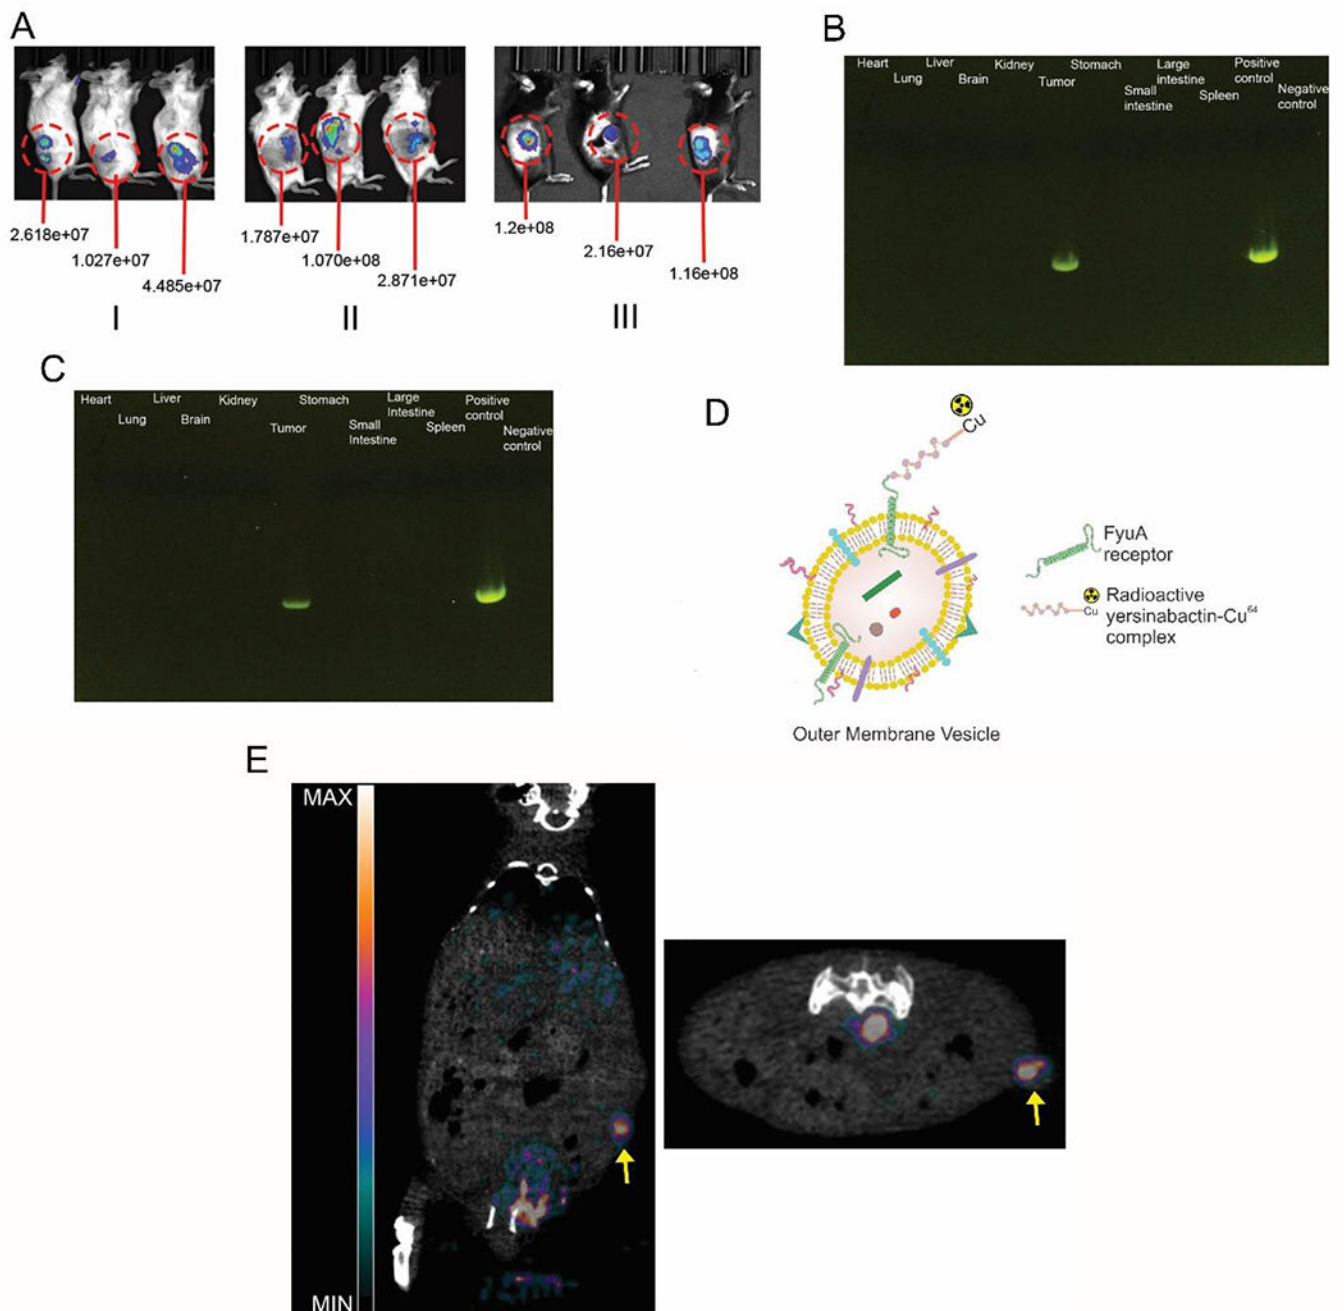 A
2.618e+07
1.027e+07
4.485e+07
I
1.787e+07
1.070e+08
2.871e+07
II
1.2e+08
2.16e+07
1.16e+08
III
B
Heart
Lung
Liver
Brain
Kidney
Tumor
Stomach
Small
intestine
Large
intestine
Spleen
Positive
control
Negative
control
C
Heart
Lung
Liver
Brain
Kidney
Tumor
Stomach
Small
Intestine
Large
Intestine
Spleen
Positive
control
Negative
control
D
Cu
FyuA
receptor
Cu
Radioactive
yersinabactin-Cu⁶⁴
complex
Outer Membrane Vesicle
E
MAX
MIN